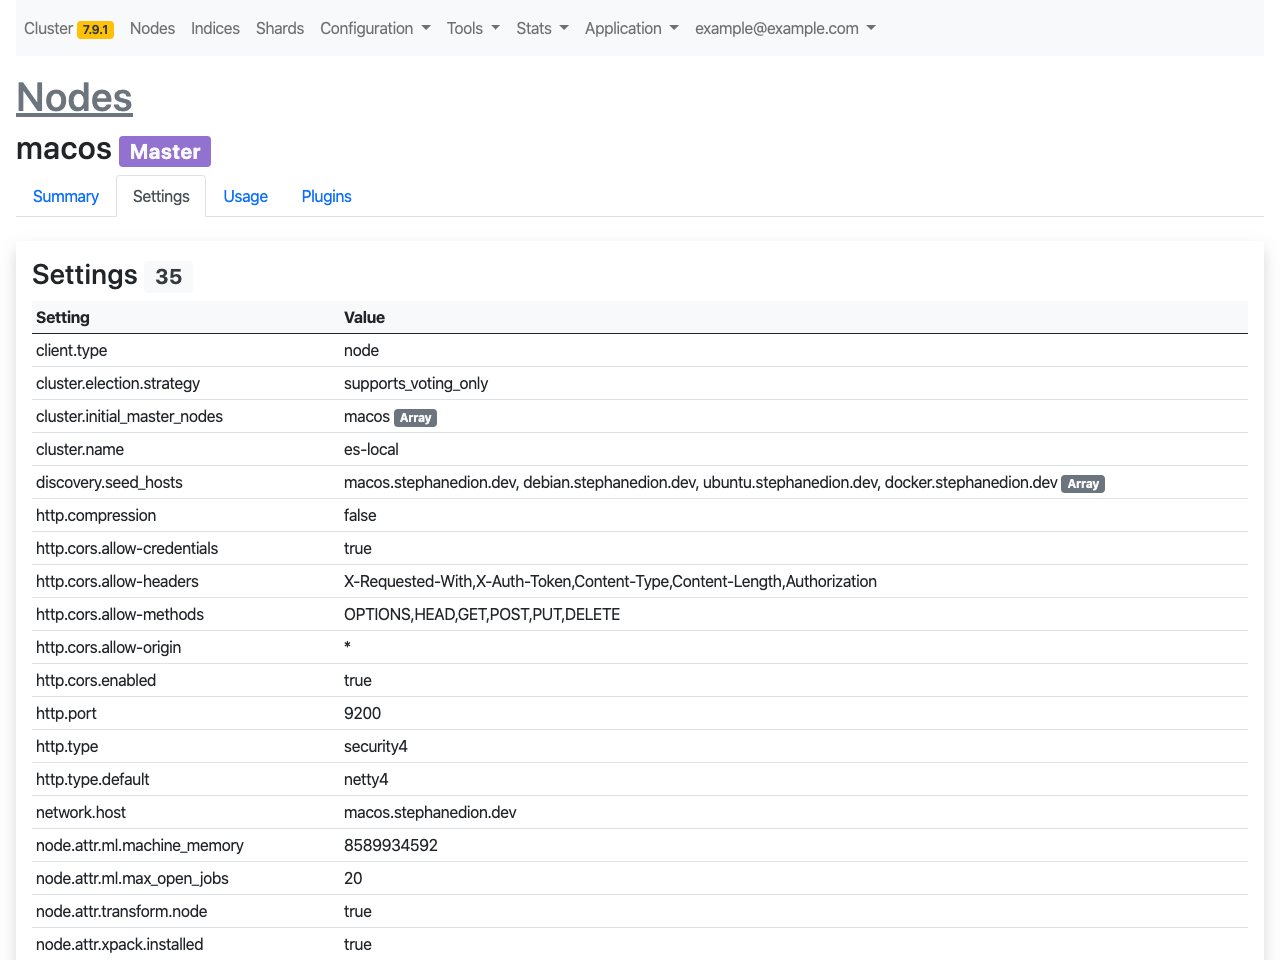 Cluster 7.9.1 Nodes Indices Shards Configuration Tools Stats Application example@example.com
Nodes
macos Master
Summary Settings Usage Plugins
Settings 35
Setting Value
client.type node
cluster.election.strategy supports_voting_only
cluster.initial_master_nodes macos Array
cluster.name es-local
discovery.seed_hosts macos.stephanedion.dev, debian.stephanedion.dev, ubuntu.stephanedion.dev, docker.stephanedion.dev Array
http.compression false
http.cors.allow-credentials true
http.cors.allow-headers X-Requested-With,X-Auth-Token,Content-Type,Content-Length,Authorization
http.cors.allow-methods OPTIONS,HEAD,GET,POST,PUT,DELETE
http.cors.allow-origin *
http.cors.enabled true
http.port 9200
http.type security4
http.type.default netty4
network.host macos.stephanedion.dev
node.attr.ml.machine_memory 8589934592
node.attr.ml.max_open_jobs 20
node.attr.transform.node true
node.attr.xpack.installed true